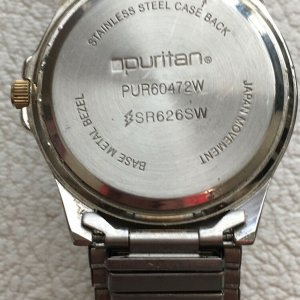 STAINLESS STEEL CASE BACK
puritan®
PUR60472W
SR626SW
JAPAN MOVEMENT
BASE METAL BEZEL